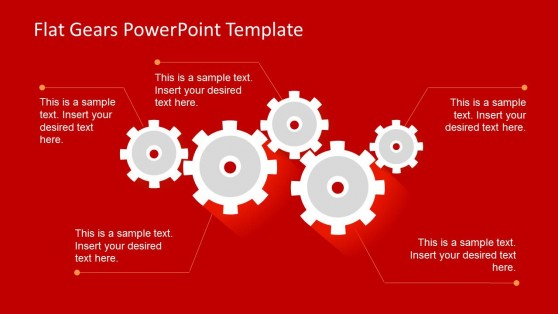 Flat Gears PowerPoint Template
This is a sample text.
Insert your desired
text here.
This is a sample
text. Insert your
desired text
here.
This is a sample
text. Insert your
desired text
here.
This is a sample text.
Insert your desired
text here.
This is a sample
text. Insert your
desired text here.